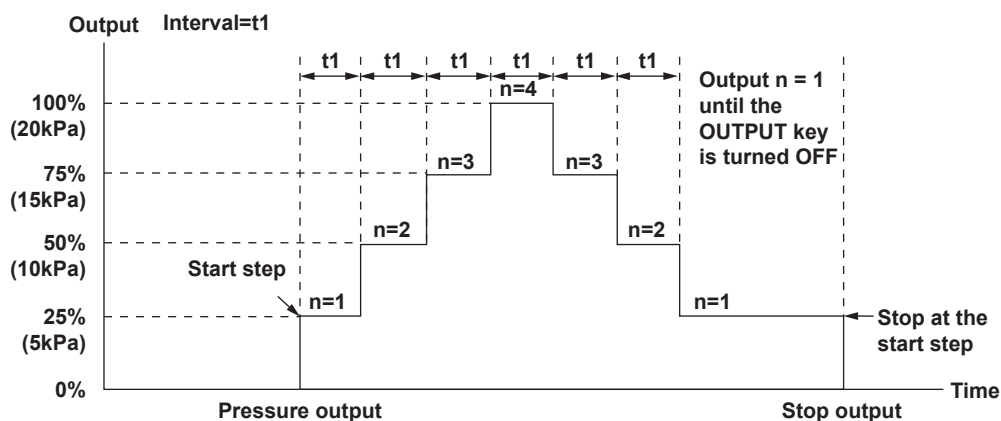 Output
Interval=t1
t1
t1
t1
t1
t1
t1
n=4
Output n = 1
until the
OUTPUT key
is turned OFF
100%
(20kPa)
75%
(15kPa)
n=3
n=3
50%
(10kPa)
n=2
n=2
Start step
n=1
n=1
25%
(5kPa)
Stop at the
start step
0%
Time
Pressure output
Stop output